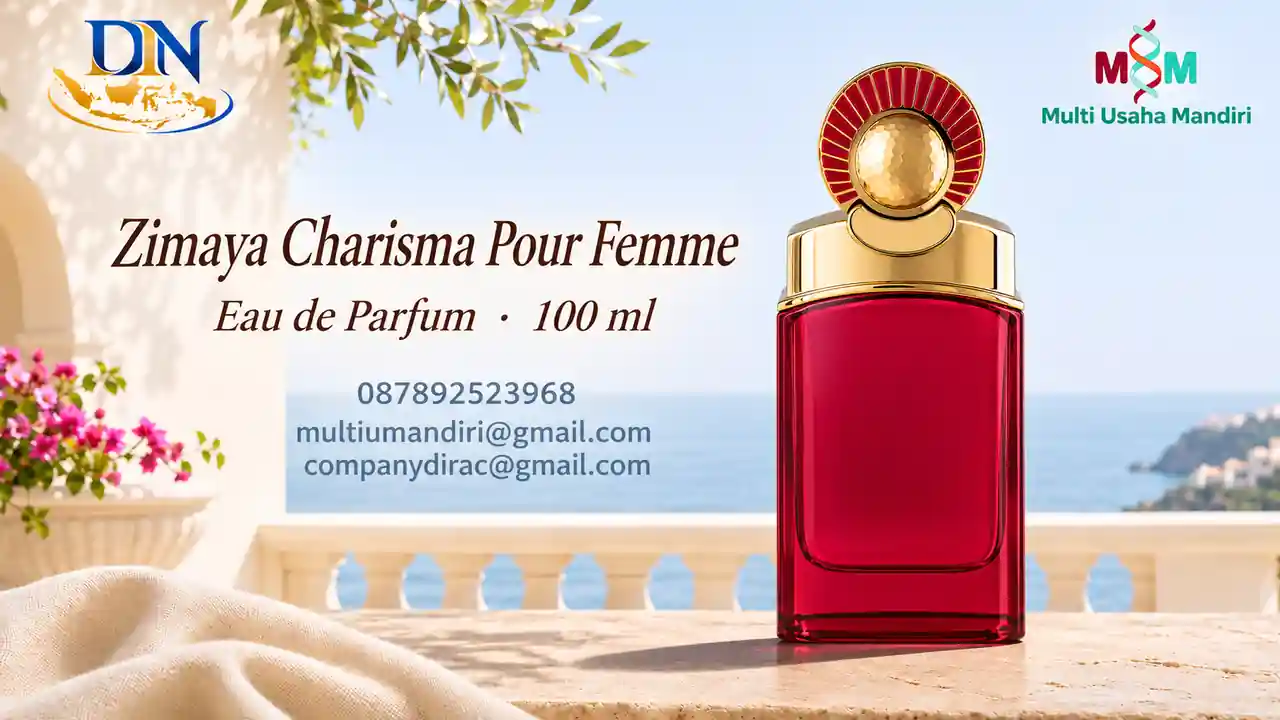 DN
MSM
Multi Usaha Mandiri
Zimaya Charisma Pour Femme
Eau de Parfum · 100 ml
087892523968
multiumandiri@gmail.com
companydirac@gmail.com